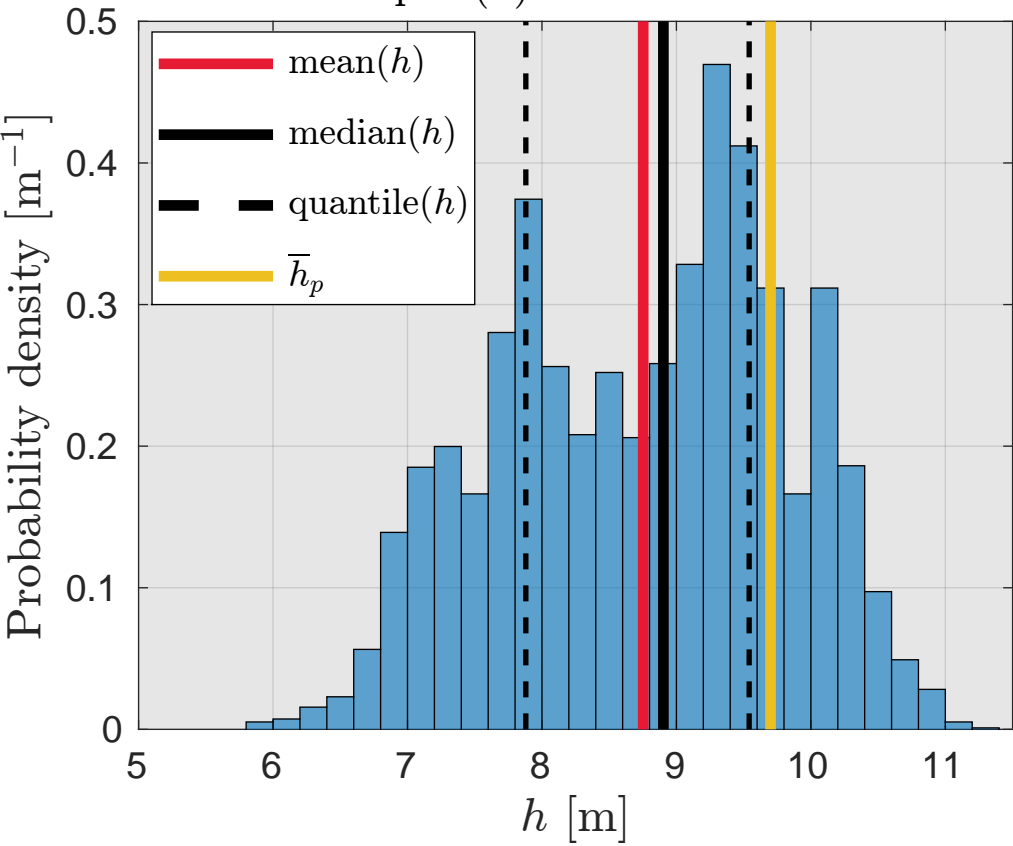 0.5
0.4
0.3
0.2
0.1
0
Probability density [m⁻¹]
mean(h)
median(h)
quantile(h)
h̅ₚ
5 6 7 8 9 10 11
h [m]